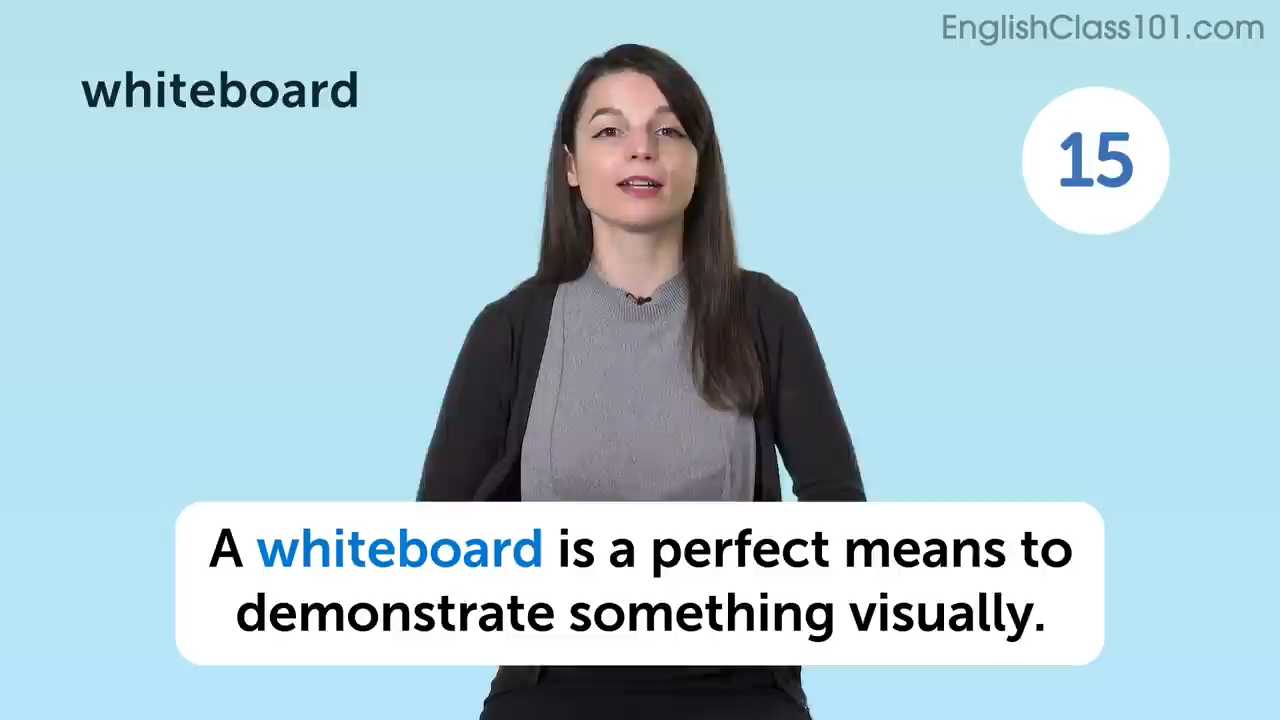 EnglishClass101.com
whiteboard
15
A whiteboard is a perfect means to
demonstrate something visually.